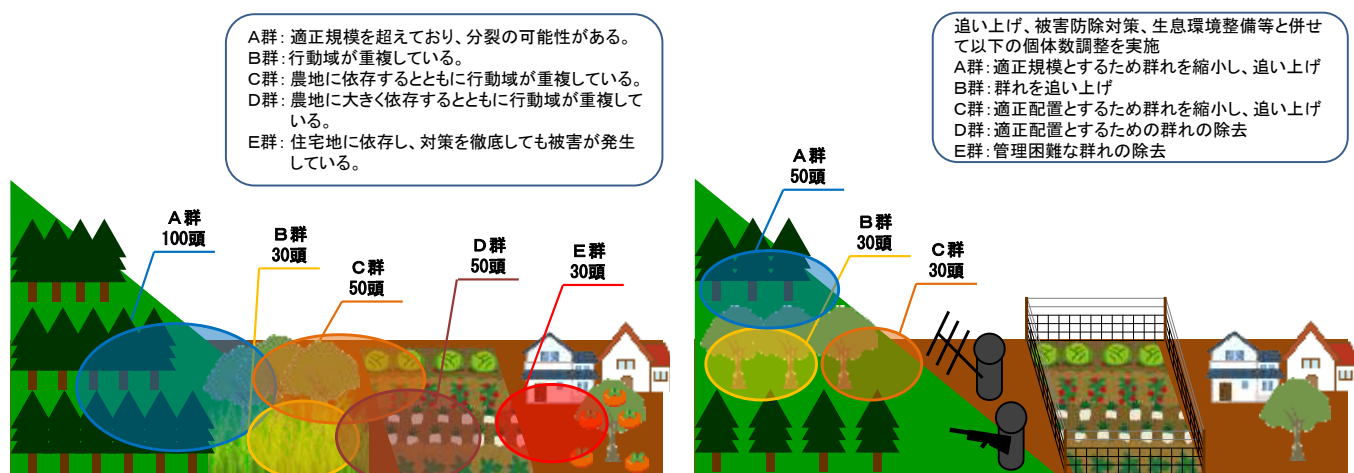 A群：適正規模を超えており、分裂の可能性がある。
B群：行動域が重複している。
C群：農地に依存するとともに行動域が重複している。
D群：農地に大きく依存するとともに行動域が重複して
いる。
E群：住宅地に依存し、対策を徹底しても被害が発生
している。
A群
100頭
B群
30頭
C群
50頭
D群
50頭
E群
30頭
追い上げ、被害防除対策、生息環境整備等と併せ
て以下の個体数調整を実施
A群：適正規模とするため群れを縮小し、追い上げ
B群：群れを追い上げ
C群：適正配置とするため群れを縮小し、追い上げ
D群：適正配置とするための群れの除去
E群：管理困難な群れの除去
A群
50頭
B群
30頭
C群
30頭